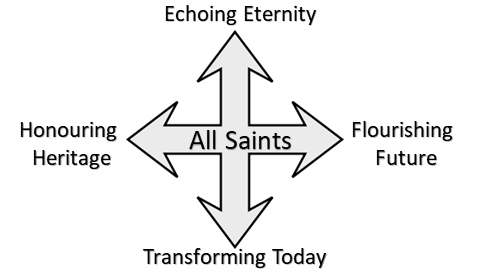 Echoing Eternity
Honouring
Heritage
All Saints
Flourishing
Future
Transforming Today